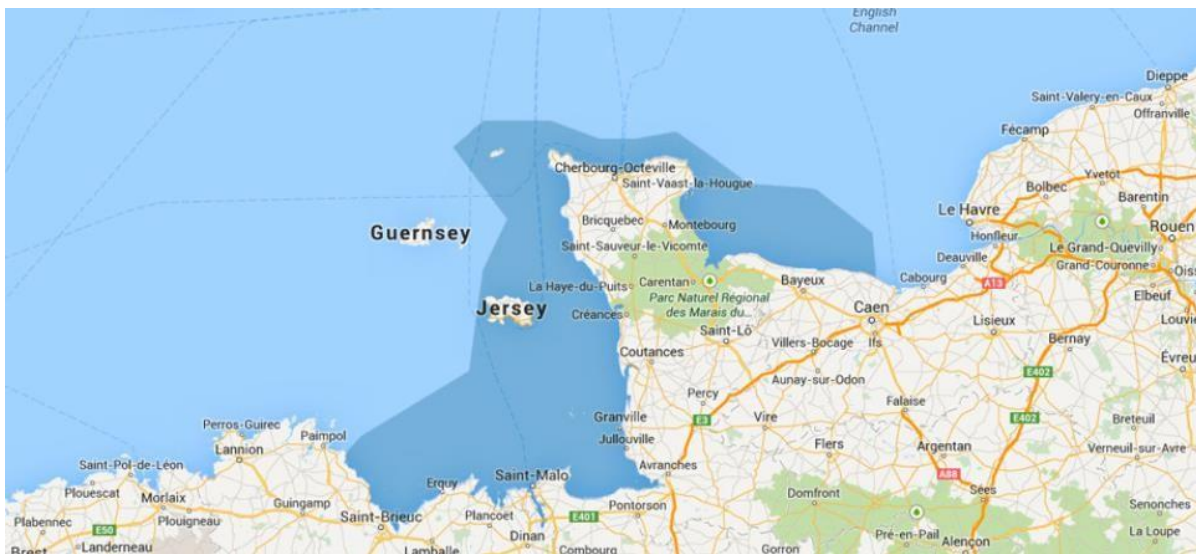 English
Channel
Dieppe
Saint-Valery-en-Caux
Offranville
Fécamp
Cherbourg-Octeville
Saint-Vaast-la-Hougue
Yvetot
Bolbec
Barentin
Le Havre
Bricquebec
Montebourg
Guernsey
Rouen
Honfleur
Saint-Sauveur-le-Vicomte
Le Grand-Quevilly
Deauville
Grand-Couronne
Cabourg
La Haye-du-Puits
Carentan
Bayeux
A13
Parc Naturel Régional
des Marais du...
Elbeuf
Jersey
Créances
Caen
Saint-Lô
Lisieux
Ifs
Villers-Bocage
Bernay
Coutances
Aunay-sur-Odon
E402
Percy
Falaise
Granville
Vire
E3
E402
Breteuil
Perros-Guirec
Paimpol
Jullouville
Flers
Argentan
Lannion
Verneuil-sur-Avre
Saint-Pol-de-Léon
Avranches
A88
Saint-Malo
Erquy
Plouescat
Morlaix
Guingamp
Domfront
Sées
Senonches
Pontorson
Plouigneau
Saint-Brieuc
Plancoet
E401
Pré-en-Pail
La Loupe
Plabennec
E50
Dinan
Landerneau
Lamballe
Combourg
Gorron
Alençon
Brest